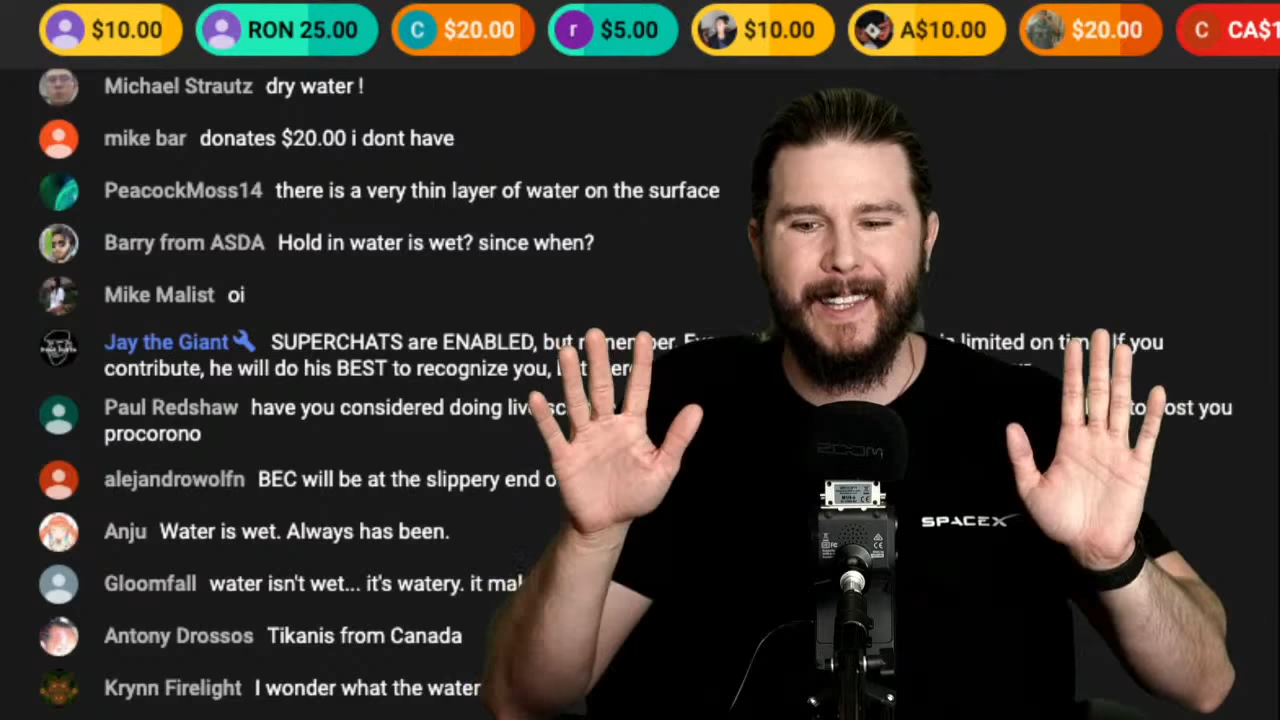 $10.00 RON 25.00 C $20.00 r $5.00 $10.00 A$10.00 $20.00 C CA$1
Michael Strautz dry water !
mike bar donates $20.00 i dont have
PeacockMoss14 there is a very thin layer of water on the surface
Barry from ASDA Hold in water is wet? since when?
Mike Malist oi
Jay the Giant SUPERCHATS are ENABLED, but remember, is limited on time. If you
contribute, he will do his BEST to recognize you,
Paul Redshaw have you considered doing live you
procorono
alejandrowolfn BEC will be at the slippery end
Anju Water is wet. Always has been.
Gloomfall water isn't wet... it's watery. it
Antony Drossos Tikanis from Canada
Krynn Firelight I wonder what the water
ZOOM
SPACEX